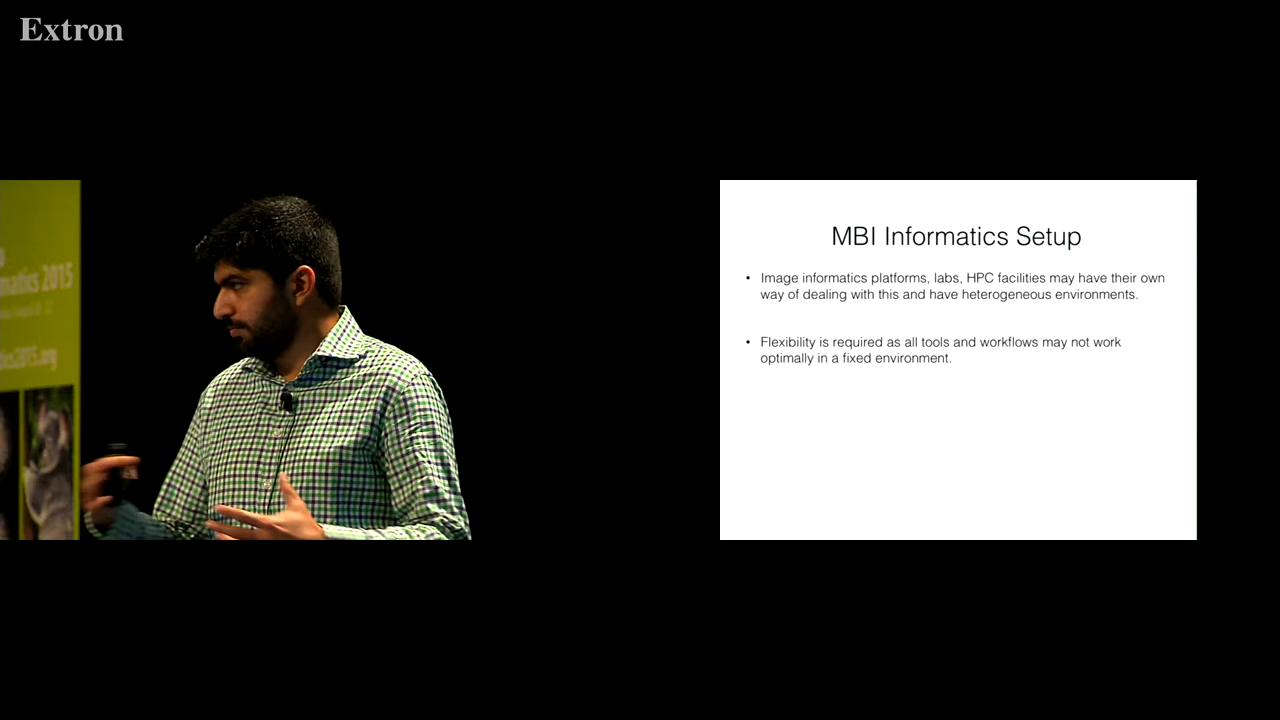 Extron
matics 2015
MBI Informatics Setup
• Image informatics platforms, labs, HPC facilities may have their own
way of dealing with this and have heterogeneous environments.
• Flexibility is required as all tools and workflows may not work
optimally in a fixed environment.